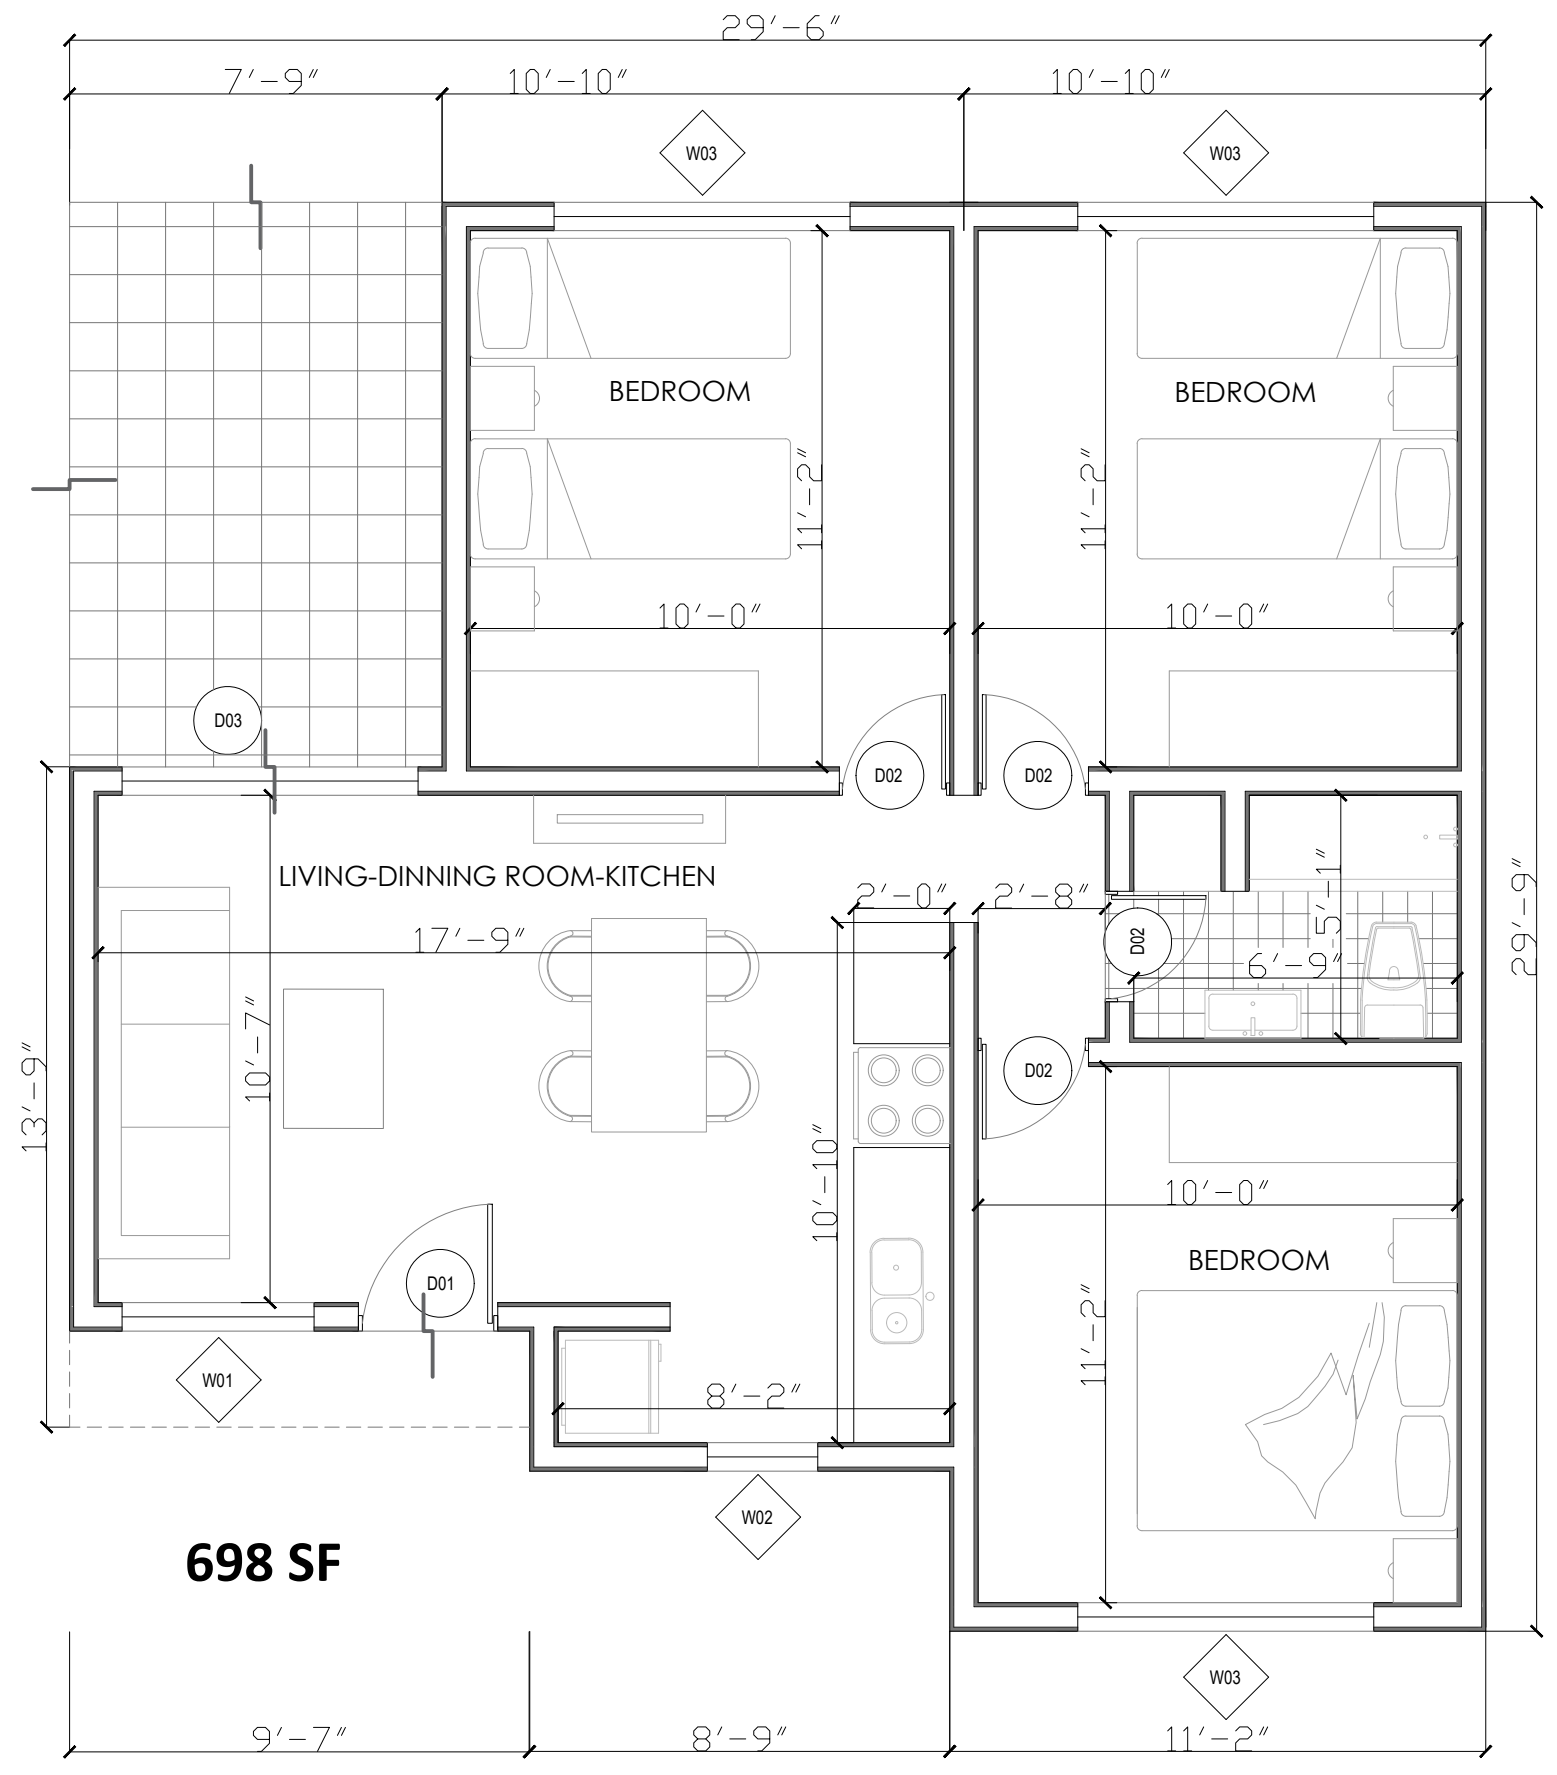 29'-6"
7'-9"
10'-10"
10'-10"
W03
W03
BEDROOM
BEDROOM
11'-2"
11'-2"
10'-0"
10'-0"
D03
D02
D02
LIVING-DINNING ROOM-KITCHEN
2'-0"
2'-8"
5'-1"
29'-9"
17'-9"
D02
6'-9"
10'-7"
13'-9"
D02
10'-10"
10'-0"
BEDROOM
D01
11'-2"
W01
8'-2"
W02
698 SF
W03
9'-7"
8'-9"
11'-2"